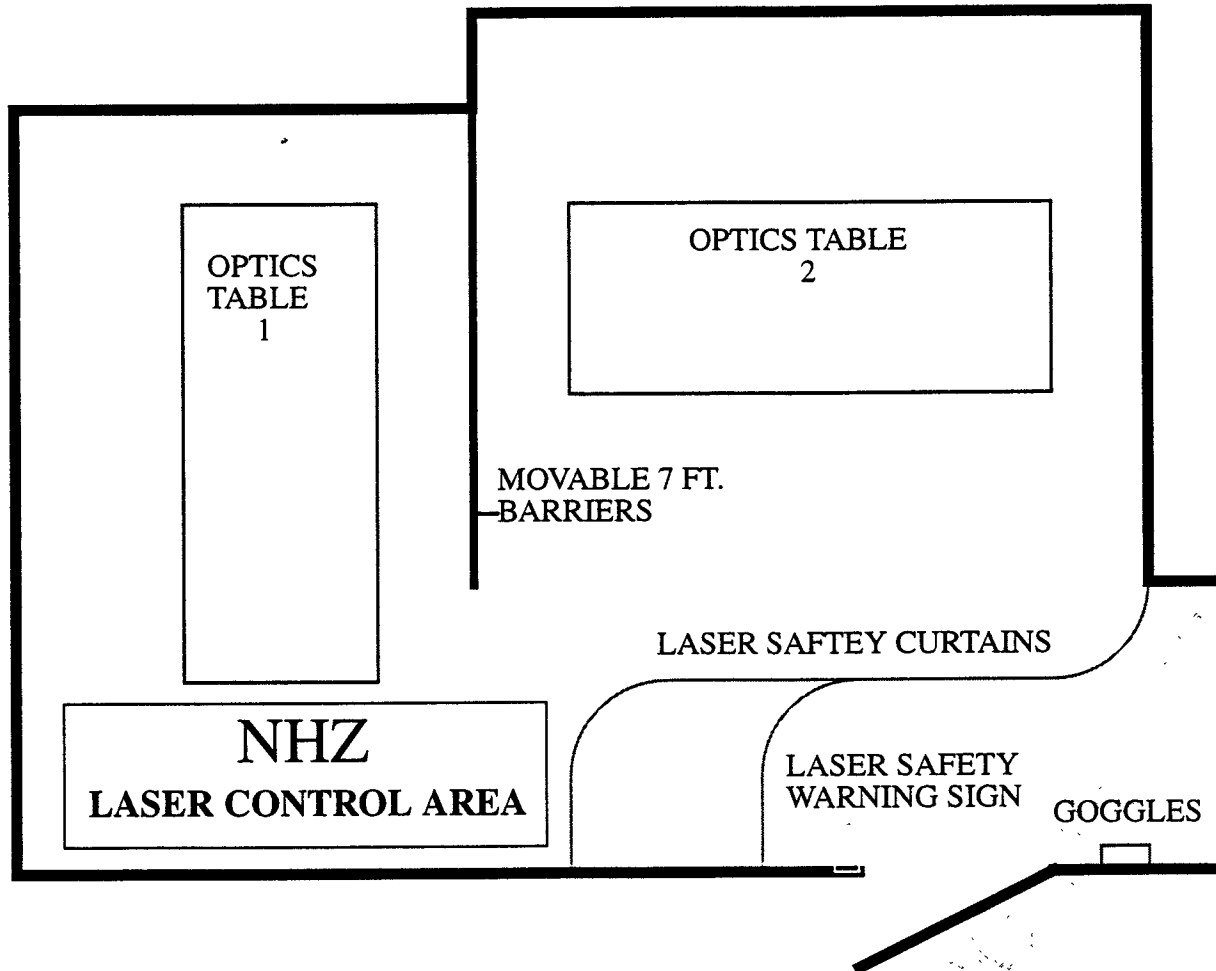 OPTICS
TABLE
1
OPTICS TABLE
2
MOVABLE 7 FT.
BARRIERS
LASER SAFTEY CURTAINS
NHZ
LASER CONTROL AREA
LASER SAFETY
WARNING SIGN
GOGGLES